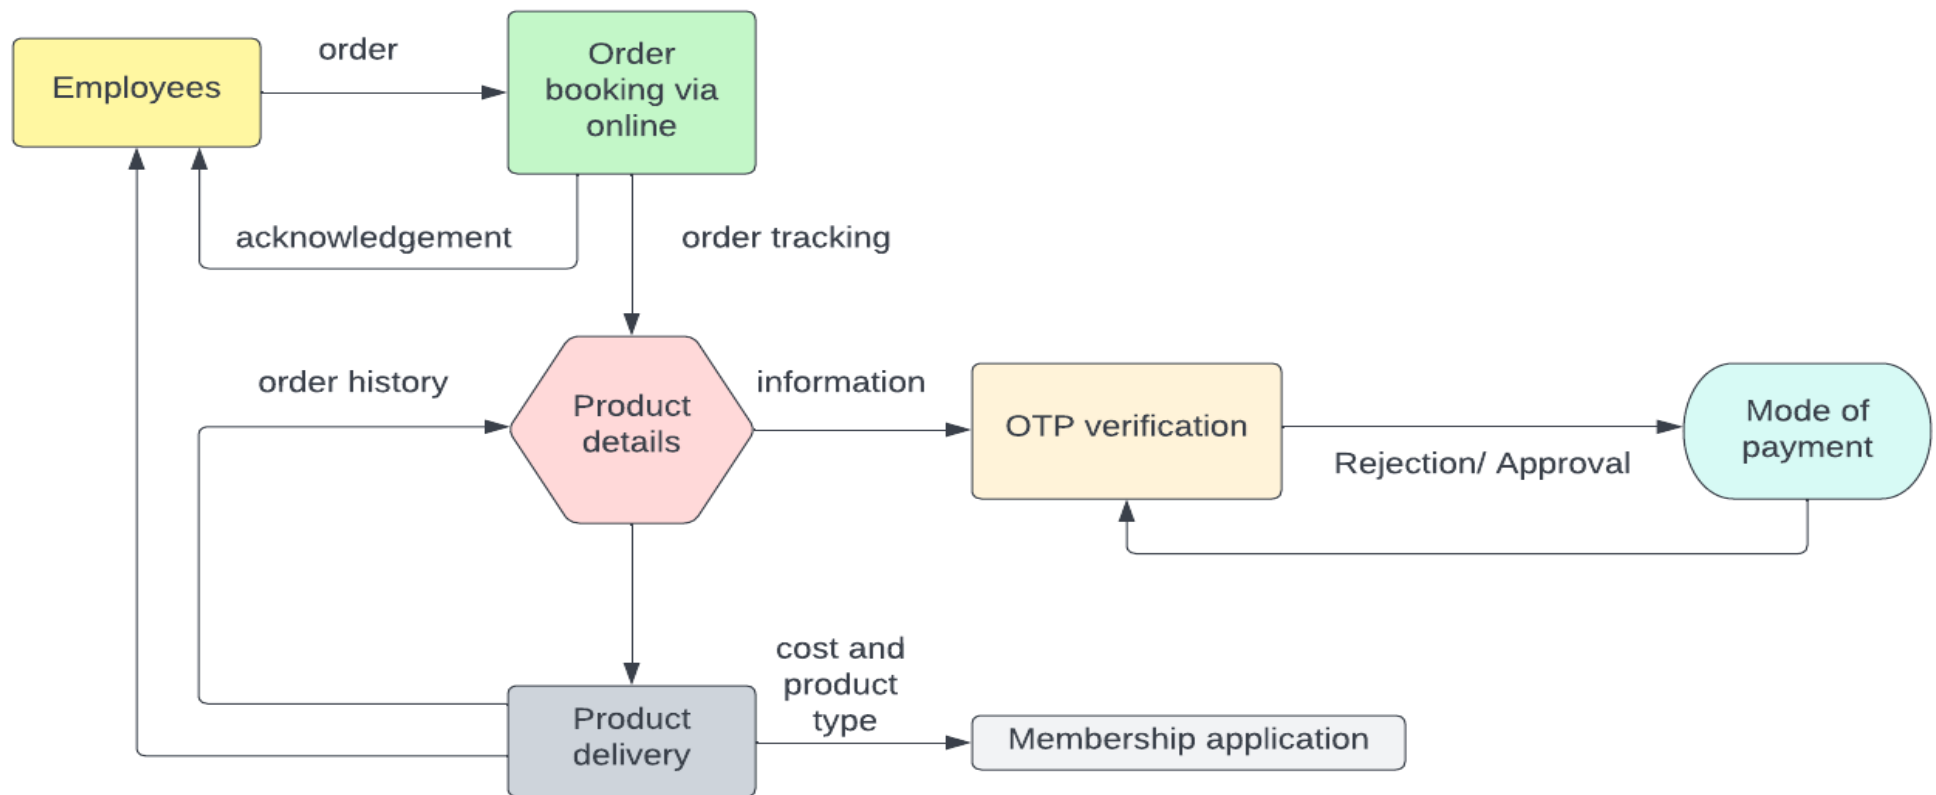 order
Employees
Order
booking via
online
acknowledgement
order tracking
order history
Product
details
information
OTP verification
Rejection/ Approval
Mode of
payment
cost and
product
type
Product
delivery
Membership application